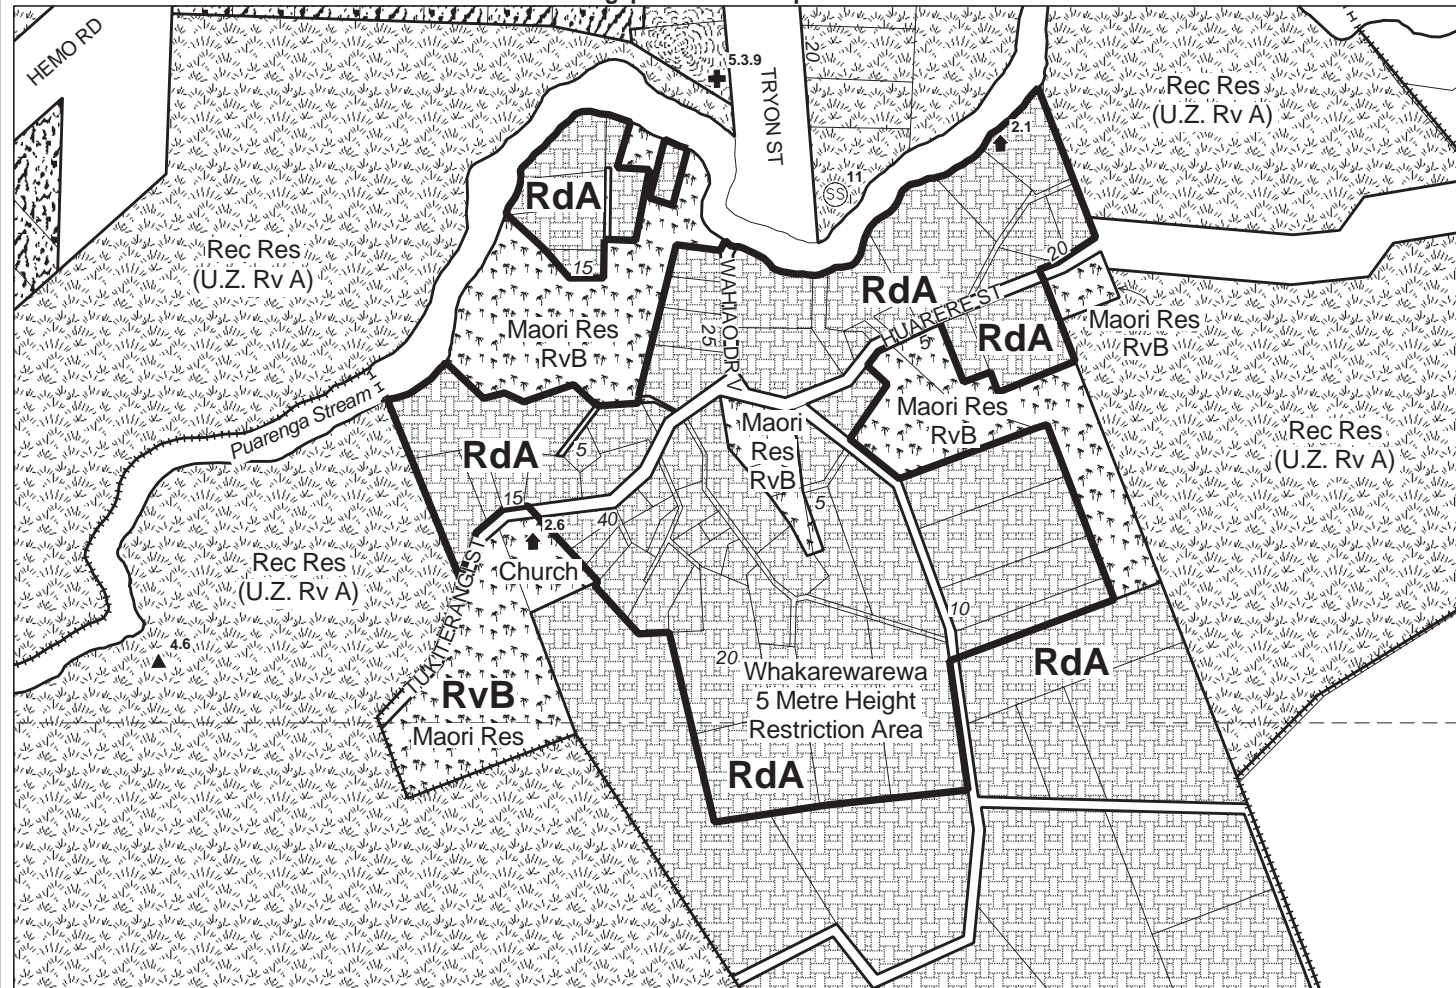 HEMO RD
5.3.9
TRYON ST
20
Rec Res
(U.Z. Rv A)
2.1
SS
11
RdA
Rec Res
(U.Z. Rv A)
15
20
RdA
HUARERE ST
WAHIAO DRV
25
Maori Res
RvB
5
RdA
Maori Res
RvB
Puarenga Stream
H
H
Maori Res
RvB
Maori
Res
RvB
Rec Res
(U.Z. Rv A)
RdA
5
15
40
5
2.6
Church
Rec Res
(U.Z. Rv A)
TUKITERANGI ST
10
4.6
20
Whakarewarewa
5 Metre Height
Restriction Area
RdA
RvB
Maori Res
RdA
H